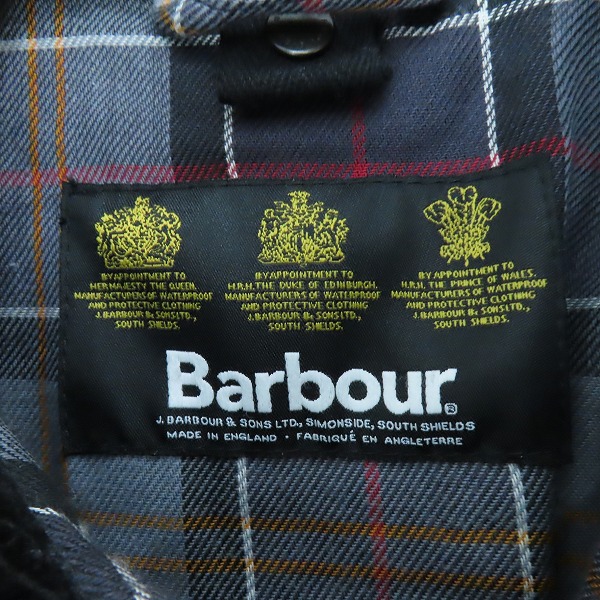 BY APPOINTMENT TO
HER MAJESTY THE QUEEN.
MANUFACTURERS OF WATERPROOF
AND PROTECTIVE CLOTHING
J.BARBOUR & SONS LTD.,
SOUTH SHIELDS.
BY APPOINTMENT TO
H.R.H. THE DUKE OF EDINBURGH.
MANUFACTURERS OF WATERPROOF
AND PROTECTIVE CLOTHING
J.BARBOUR & SONS LTD.,
SOUTH SHIELDS.
BY APPOINTMENT TO
H.R.H. THE PRINCE OF WALES.
MANUFACTURERS OF WATERPROOF
AND PROTECTIVE CLOTHING
J.BARBOUR & SONS LTD.,
SOUTH SHIELDS.
Barbour®
J. BARBOUR & SONS LTD., SIMONSIDE, SOUTH SHIELDS
MADE IN ENGLAND · FABRIQUÉ EN ANGLETERRE